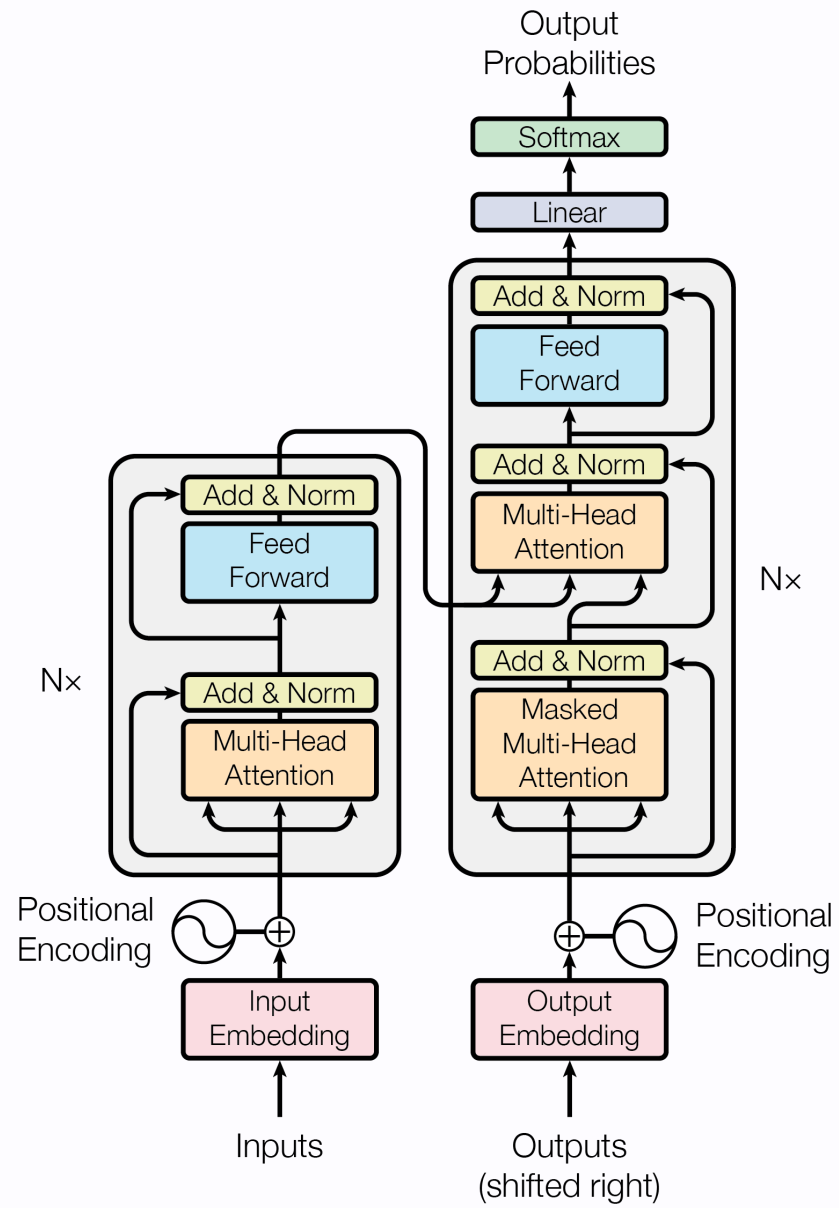 Output
Probabilities
Softmax
Linear
Add & Norm
Feed
Forward
Add & Norm
Multi-Head
Attention
Add & Norm
Masked
Multi-Head
Attention
N×
Add & Norm
Feed
Forward
Add & Norm
Multi-Head
Attention
N×
Positional
Encoding
Positional
Encoding
Input
Embedding
Output
Embedding
Inputs
Outputs
(shifted right)